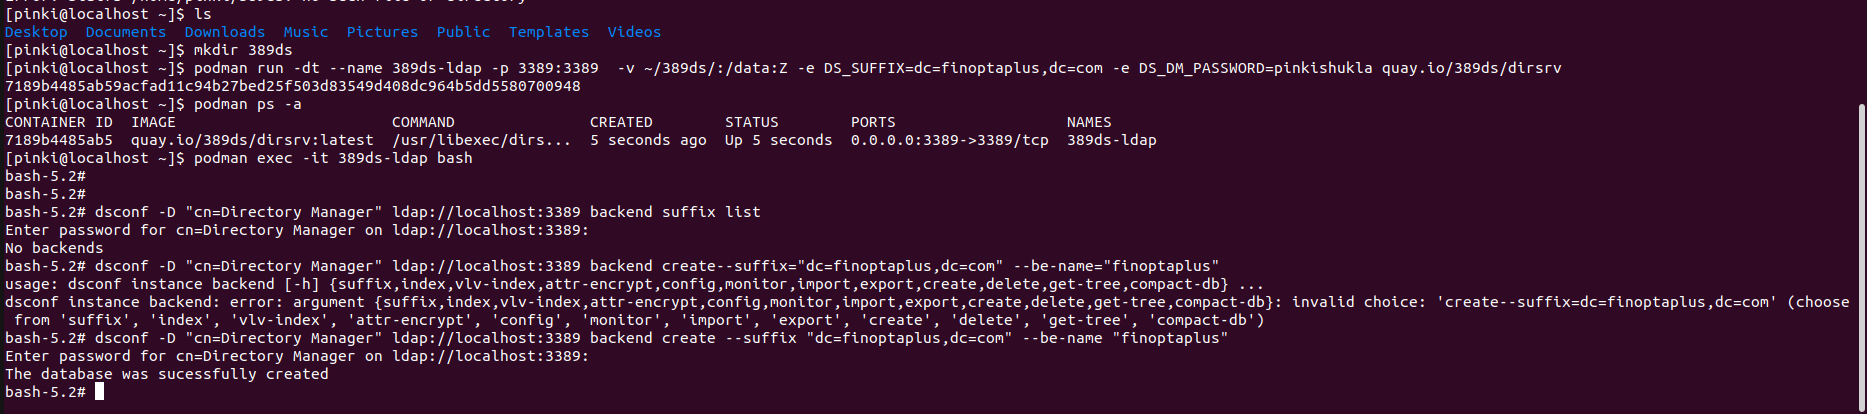 [pinki@localhost ~]$ ls
Desktop  Documents  Downloads  Music  Pictures  Public  Templates  Videos
[pinki@localhost ~]$ mkdir 389ds
[pinki@localhost ~]$ podman run -dt --name 389ds-ldap -p 3389:3389  -v ~/389ds/:/data:Z -e DS_SUFFIX=dc=finoptaplus,dc=com -e DS_DM_PASSWORD=pinkishukla quay.io/389ds/dirsrv
7189b4485ab59acfad11c94b27bed25f503d83549d408dc964b5dd5580700948
[pinki@localhost ~]$ podman ps -a
CONTAINER ID  IMAGE                         COMMAND               CREATED        STATUS        PORTS                   NAMES
7189b4485ab5  quay.io/389ds/dirsrv:latest  /usr/libexec/dirs...  5 seconds ago  Up 5 seconds  0.0.0.0:3389->3389/tcp  389ds-ldap
[pinki@localhost ~]$ podman exec -it 389ds-ldap bash
bash-5.2#
bash-5.2#
bash-5.2# dsconf -D "cn=Directory Manager" ldap://localhost:3389 backend suffix list
Enter password for cn=Directory Manager on ldap://localhost:3389:
No backends
bash-5.2# dsconf -D "cn=Directory Manager" ldap://localhost:3389 backend create--suffix="dc=finoptaplus,dc=com" --be-name="finoptaplus"
usage: dsconf instance backend [-h] {suffix,index,vlv-index,attr-encrypt,config,monitor,import,export,create,delete,get-tree,compact-db} ...
dsconf instance backend: error: argument {suffix,index,vlv-index,attr-encrypt,config,monitor,import,export,create,delete,get-tree,compact-db}: invalid choice: 'create--suffix=dc=finoptaplus,dc=com' (choose
 from 'suffix', 'index', 'vlv-index', 'attr-encrypt', 'config', 'monitor', 'import', 'export', 'create', 'delete', 'get-tree', 'compact-db')
bash-5.2# dsconf -D "cn=Directory Manager" ldap://localhost:3389 backend create --suffix "dc=finoptaplus,dc=com" --be-name "finoptaplus"
Enter password for cn=Directory Manager on ldap://localhost:3389:
The database was sucessfully created
bash-5.2#